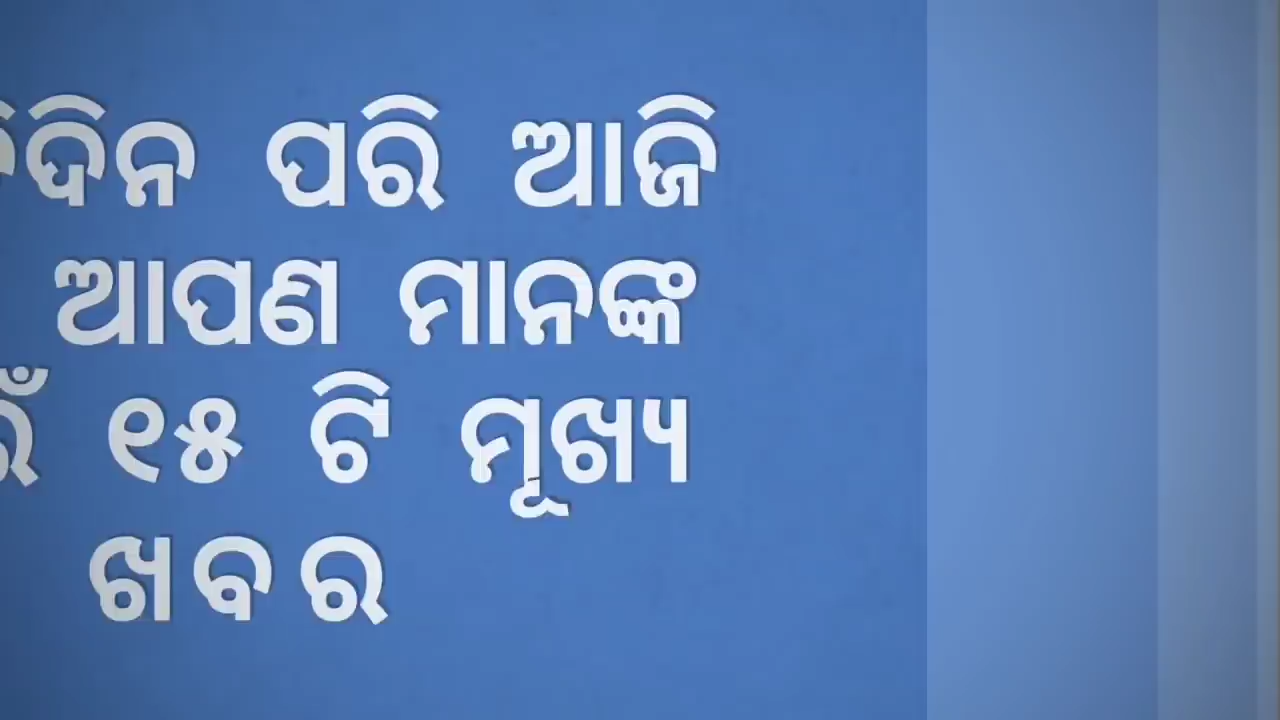 ଦିନ ପରି ଆଜି
ଆପଣ ମାନଙ୍କ
୧୫ ଟି ମୂଖ୍ୟ
ଖବର